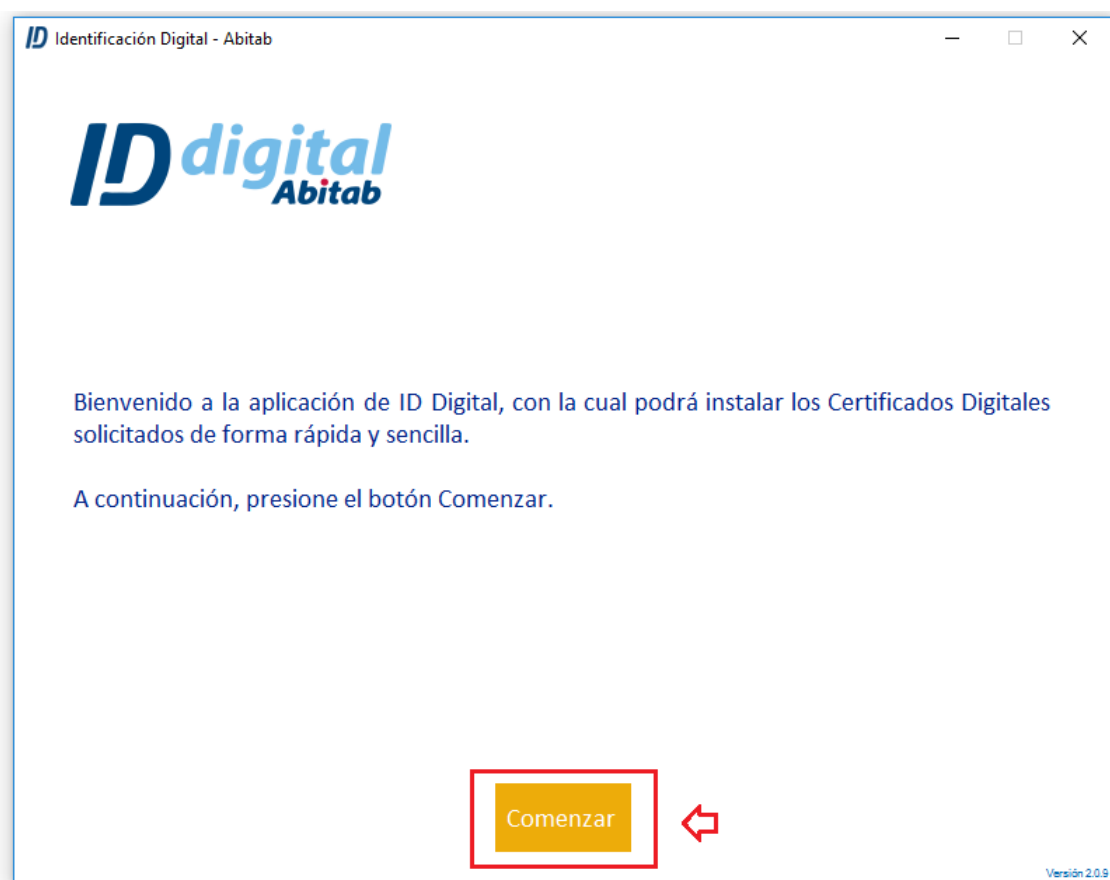 Identificación Digital - Abitab
ID digital
Abitab
Bienvenido a la aplicación de ID Digital, con la cual podrá instalar los Certificados Digitales
solicitados de forma rápida y sencilla.
A continuación, presione el botón Comenzar.
Comenzar
Versión 2.0.9